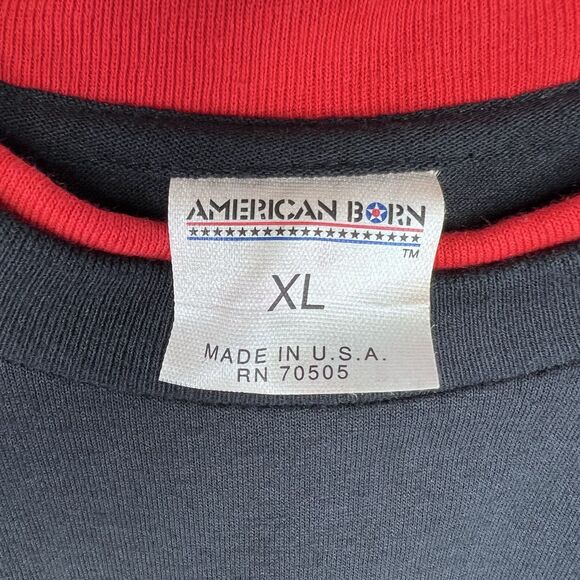 AMERICAN BORN
TM
XL
MADE IN U.S.A.
RN 70505